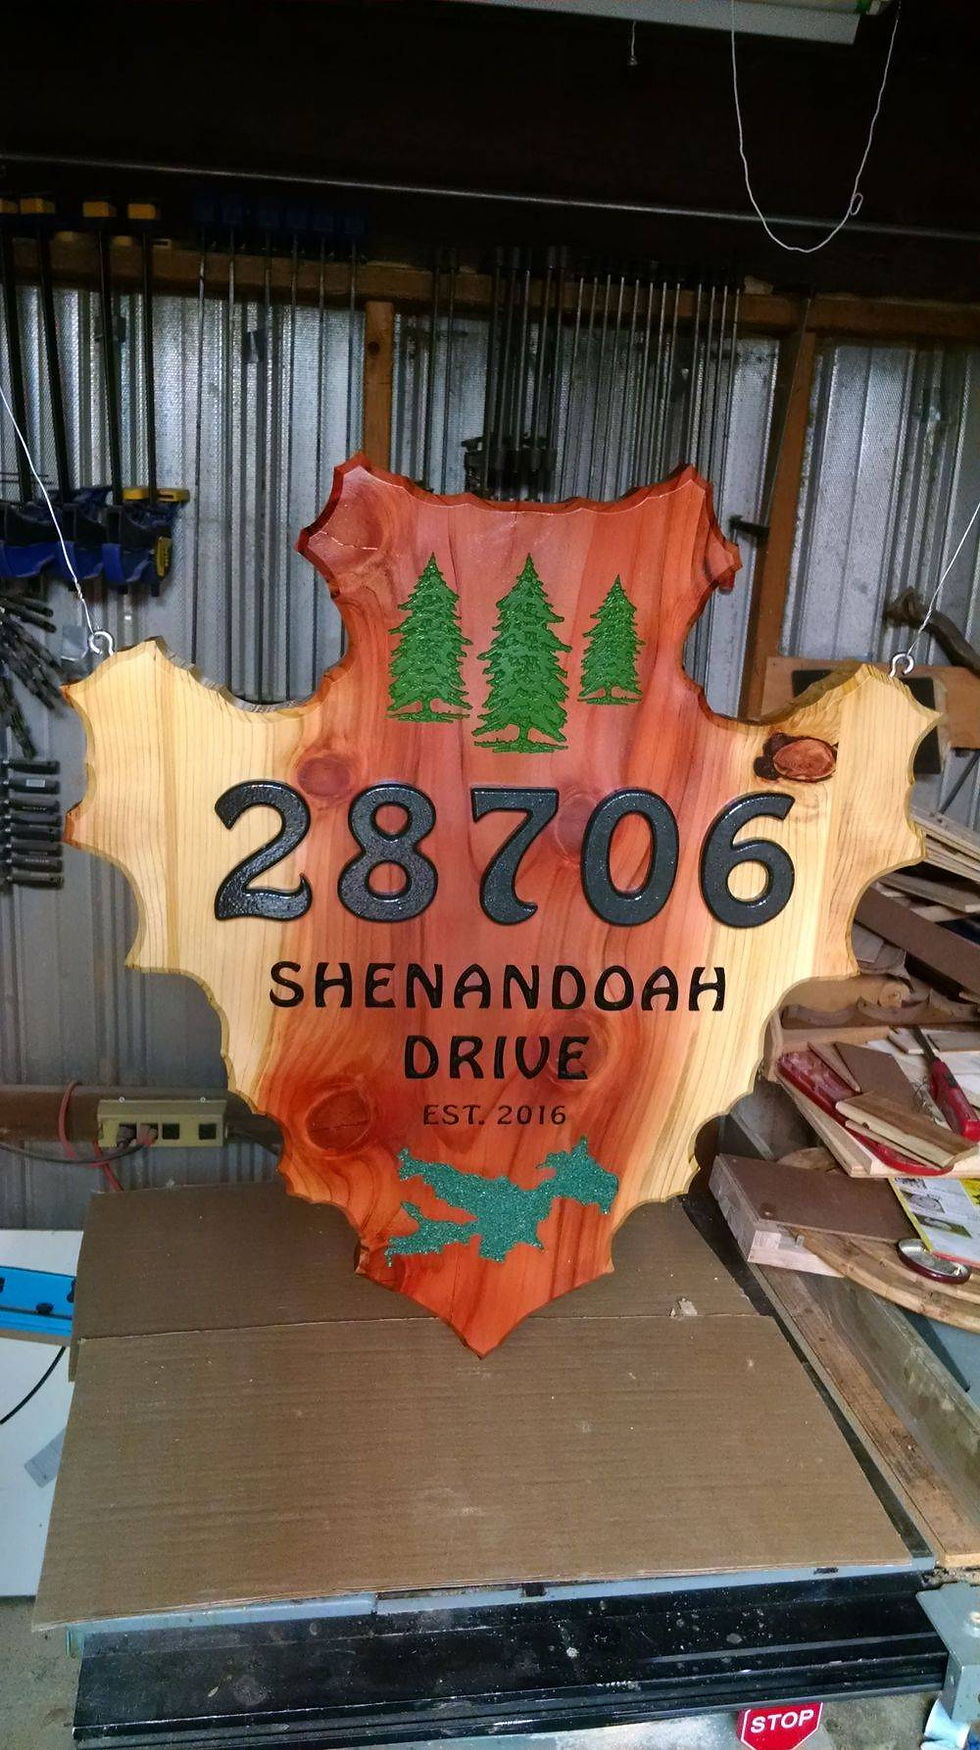 28706
SHENANDOAH
DRIVE
EST. 2016
STOP